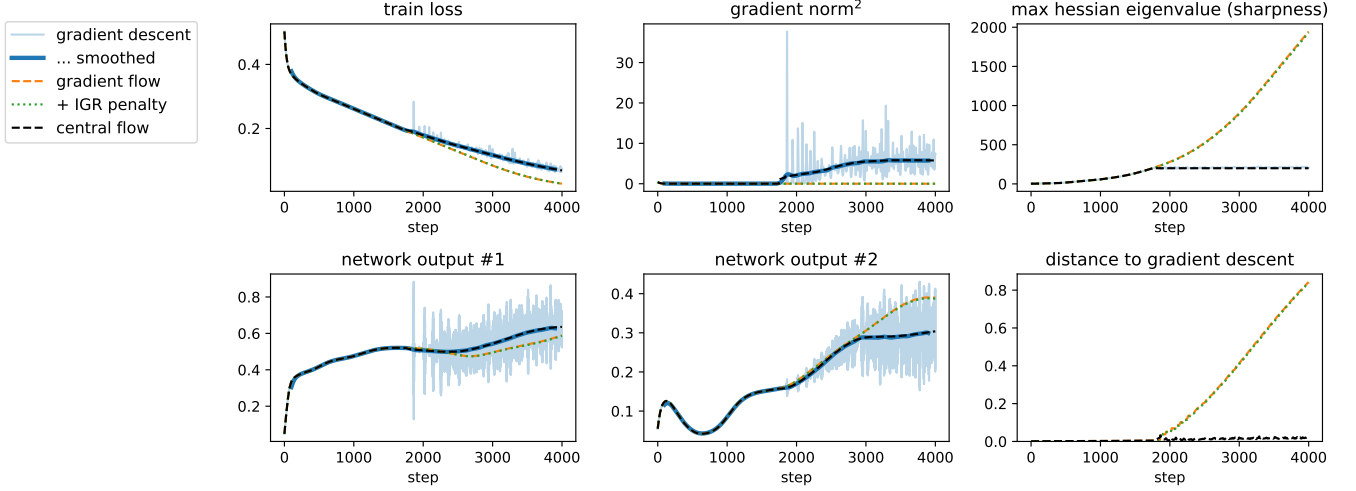 gradient descent
... smoothed
gradient flow
+ IGR penalty
central flow
train loss
0.4
0.2
0 1000 2000 3000 4000
step
gradient norm²
30
20
10
0
0 1000 2000 3000 4000
step
max hessian eigenvalue (sharpness)
2000
1500
1000
500
0
0 1000 2000 3000 4000
step
network output #1
0.8
0.6
0.4
0.2
0 1000 2000 3000 4000
step
network output #2
0.4
0.3
0.2
0.1
0 1000 2000 3000 4000
step
distance to gradient descent
0.8
0.6
0.4
0.2
0.0
0 1000 2000 3000 4000
step